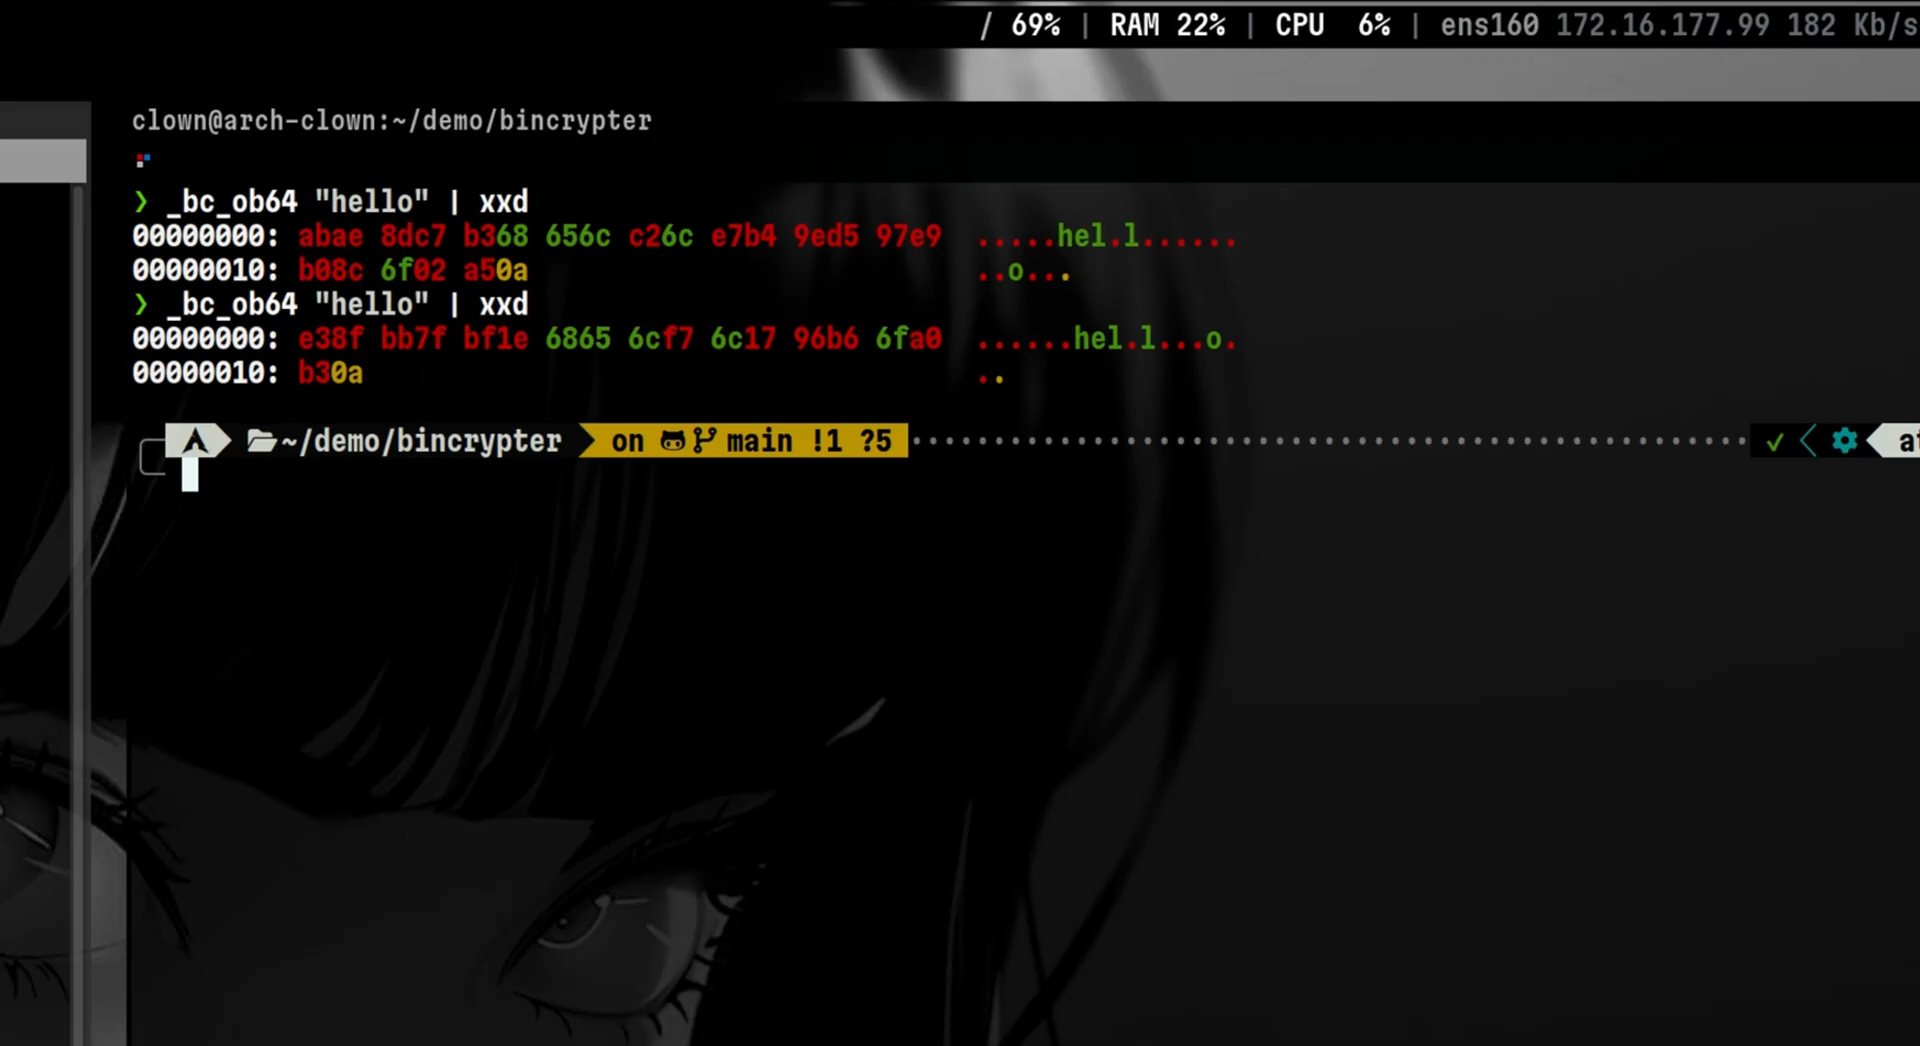 / 69% | RAM 22% | CPU 6% | ens160 172.16.177.99 182 Kb/s
clown@arch-clown:~/demo/bincrypter
❯ _bc_ob64 "hello" | xxd
00000000: abae 8dc7 b368 656c c26c e7b4 9ed5 97e9 .....hel.l......
00000010: b08c 6f02 a50a ..o...
❯ _bc_ob64 "hello" | xxd
00000000: e38f bb7f bf1e 6865 6cf7 6c17 96b6 6fa0 ......hel.l...o.
00000010: b30a ..
~/demo/bincrypter on main !1 ?5 ✓